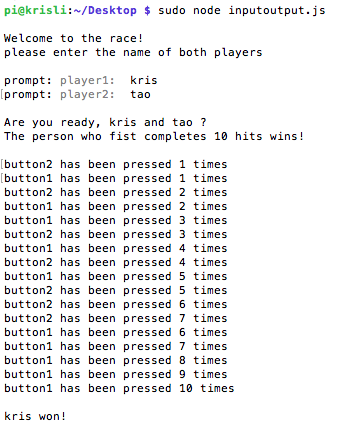 pi@krisli:~/Desktop $ sudo node inputoutput.js
Welcome to the race!
please enter the name of both players
prompt: player1:  kris
[prompt: player2:  tao
Are you ready, kris and tao ?
The person who fist completes 10 hits wins!
[button2 has been pressed 1 times
[button1 has been pressed 1 times
button2 has been pressed 2 times
button1 has been pressed 2 times
button1 has been pressed 3 times
button2 has been pressed 3 times
button1 has been pressed 4 times
button2 has been pressed 4 times
button1 has been pressed 5 times
button2 has been pressed 5 times
button2 has been pressed 6 times
button2 has been pressed 7 times
button1 has been pressed 6 times
button1 has been pressed 7 times
button1 has been pressed 8 times
button1 has been pressed 9 times
button1 has been pressed 10 times
kris won!